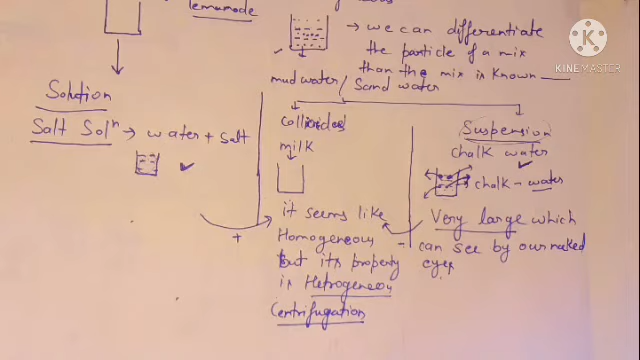 Lemonade
→ we can differentiate
the particle of a mix
than the mix is known
mud water / Sand water
KINEMASTER
Solution
Salt Solⁿ → water + salt
colloidals
milk
it seems like
Homogeneous
but its property
is Hetrogeneoy
Centrifugation
+
Suspension
chalk water
chalk - water
Very large which
can see by our naked
eyes